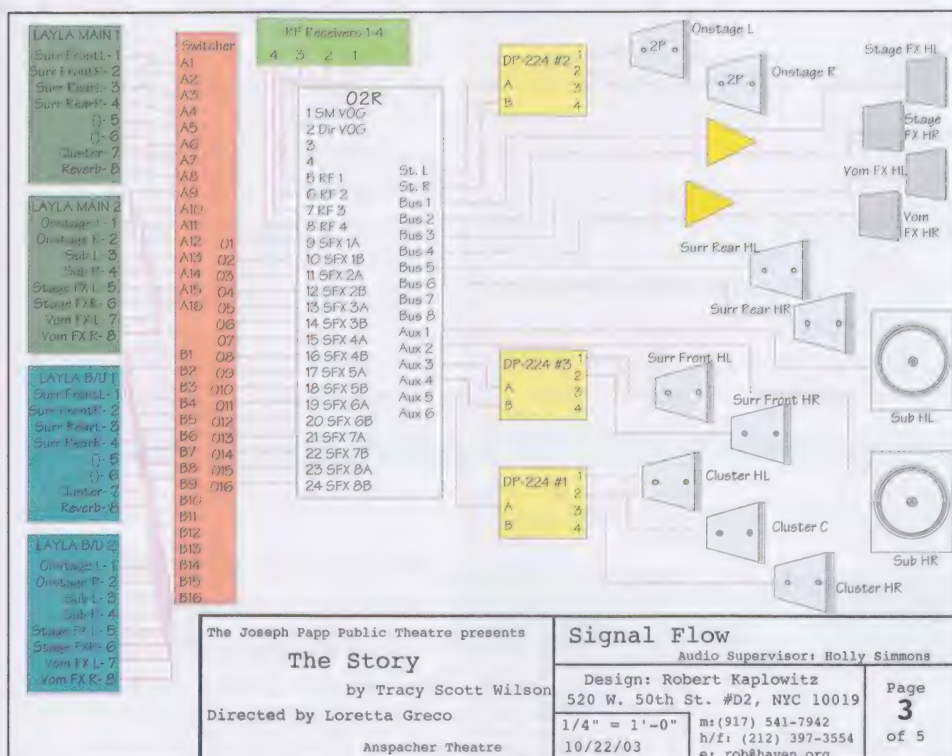 LAYLA MAIN 1
Surr Front L- 1
Surr Front R- 2
Surr Rear L- 3
Surr Rear R- 4
()- 5
()- 6
Cluster- 7
Reverb- 8
LAYLA MAIN 2
Onstage L- 1
Onstage R- 2
Sub L- 3
Sub R- 4
Stage FX L- 5
Stage FX R- 6
Vom FX L- 7
Vom FX R- 8
LAYLA B/U 1
Surr Front L- 1
Surr Front R- 2
Surr Rear L- 3
Surr Rear R- 4
()- 5
()- 6
Cluster- 7
Reverb- 8
LAYLA B/U 2
Onstage L- 1
Onstage R- 2
Sub L- 3
Sub R- 4
Stage FX L- 5
Stage FXR- 6
Vom FX L- 7
Vom FX R- 8
Switcher
A1
A2
A3
A4
A5
A6
A7
A8
A9
A10
A11
A12 O1
A13 O2
A14 O3
A15 O4
A16 O5
O6
O7
B1 O8
B2 O9
B3 O10
B4 O11
B5 O12
B6 O13
B7 O14
B8 O15
B9 O16
B10
B11
B12
B13
B14
B15
B16
RF Receivers 1-4
4 3 2 1
02R
1 SM VOG
2 Dir VOG
3
4
5 RF 1
6 RF 2
7 RF 3
8 RF 4
9 SFX 1A
10 SFX 1B
11 SFX 2A
12 SFX 2B
13 SFX 3A
14 SFX 3B
15 SFX 4A
16 SFX 4B
17 SFX 5A
18 SFX 5B
19 SFX 6A
20 SFX 6B
21 SFX 7A
22 SFX 7B
23 SFX 8A
24 SFX 8B
St. L
St. R
Bus 1
Bus 2
Bus 3
Bus 4
Bus 5
Bus 6
Bus 7
Bus 8
Aux 1
Aux 2
Aux 3
Aux 4
Aux 5
Aux 6
DP-224 #2 1
2
A 3
B 4
DP-224 #3 1
2
A 3
B 4
DP-224 #1 1
2
A 3
B 4
Onstage L
2P
Onstage R
2P
Stage FX HL
Stage
FX HR
Vom FX HL
Vom
FX HR
Surr Rear HL
Surr Rear HR
Surr Front HL
Surr Front HR
Sub HL
Cluster HL
Cluster C
Cluster HR
Sub HR
The Joseph Papp Public Theatre presents
The Story
by Tracy Scott Wilson
Directed by Loretta Greco
Anspacher Theatre
Signal Flow
Audio Supervisor: Holly Simmons
Design: Robert Kaplowitz
520 W. 50th St. #D2, NYC 10019
1/4" = 1'-0"
10/22/03
m:(917) 541-7942
h/f: (212) 397-3554
e: rob@haven.org
Page
3
of 5